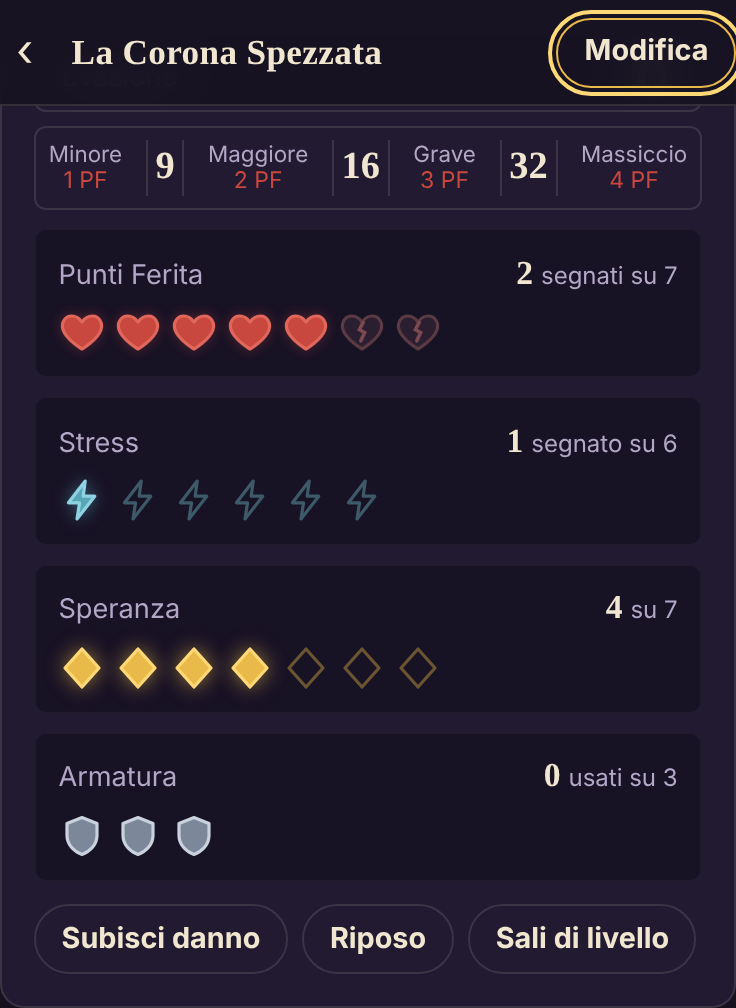 La Corona Spezzata
Modifica
Minore 9 Maggiore 16 Grave 32 Massiccio
1 PF 2 PF 3 PF 4 PF
Punti Ferita 2 segnati su 7
Stress 1 segnato su 6
Speranza 4 su 7
Armatura 0 usati su 3
Subisci danno Riposo Sali di livello